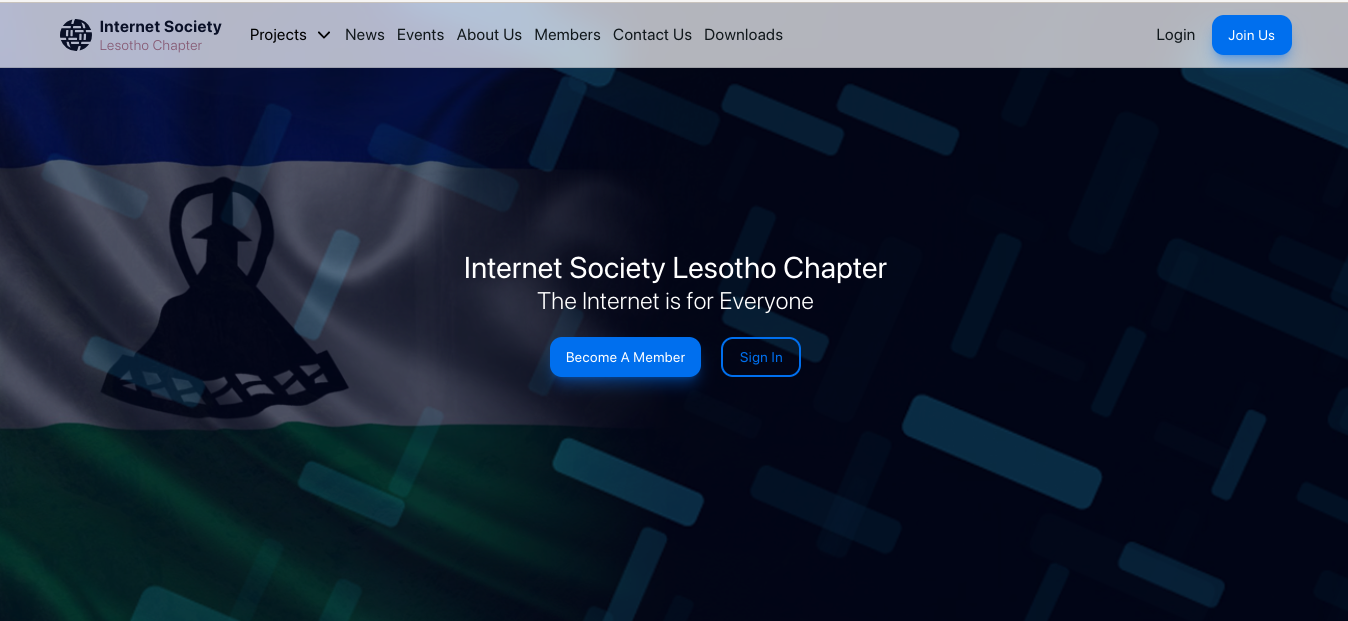 Internet Society
Lesotho Chapter
Projects News Events About Us Members Contact Us Downloads Login Join Us
Internet Society Lesotho Chapter
The Internet is for Everyone
Become A Member Sign In